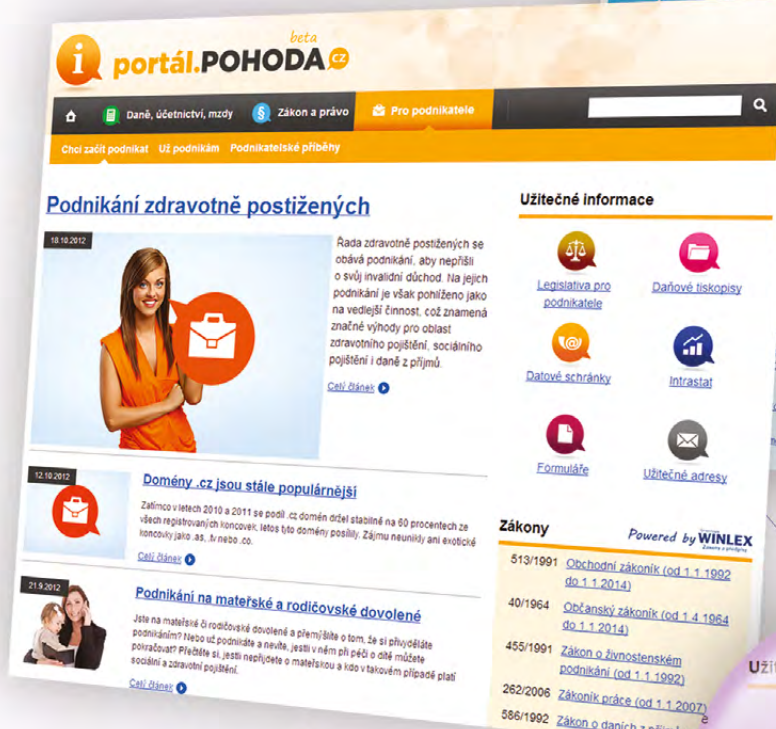 beta
portál.POHODA.cz
Daně, účetnictví, mzdy
Zákon a právo
Pro podnikatele
Chci začít podnikat Už podnikám Podnikatelské příběhy
Podnikání zdravotně postižených
18.10.2012
Řada zdravotně postižených se
obává podnikání, aby nepřišli
o svůj invalidní důchod. Na jejich
podnikání je však pohlíženo jako
na vedlejší činnost, což znamená
značné výhody pro oblast
zdravotního pojištění, sociálního
pojištění i daně z příjmů.
Celý článek
12.10.2012
Domény .cz jsou stále populárnější
Zatímco v letech 2010 a 2011 se podíl .cz domén držel stabilně na 60 procentech ze
všech registrovaných koncovek, letos tyto domény posílily. Zájmu neunikly ani exotické
koncovky jako .as, .tv nebo .co.
Celý článek
21.9.2012
Podnikání na mateřské a rodičovské dovolené
Jste na mateřské či rodičovské dovolené a přemýšlíte o tom, že si přivyděláte
podnikáním? Nebo už podnikáte a nevíte, jestli v něm při péči o dítě můžete
pokračovat? Přečtěte si, jestli nepřijdete o mateřskou a kdo v takovém případě platí
sociální a zdravotní pojištění.
Celý článek
Užitečné informace
Legislativa pro
podnikatele
Daňové tiskopisy
Datové schránky
Intrastat
Formuláře
Užitečné adresy
Zákony
Powered by WINLEX
Zákony a předpisy
513/1991 Obchodní zákoník (od 1.1.1992
do 1.1.2014)
40/1964 Občanský zákoník (od 1.4.1964
do 1.1.2014)
455/1991 Zákon o živnostenském
podnikání (od 1.1.1992)
262/2006 Zákoník práce (od 1.1.2007)
586/1992 Zákon o daních z